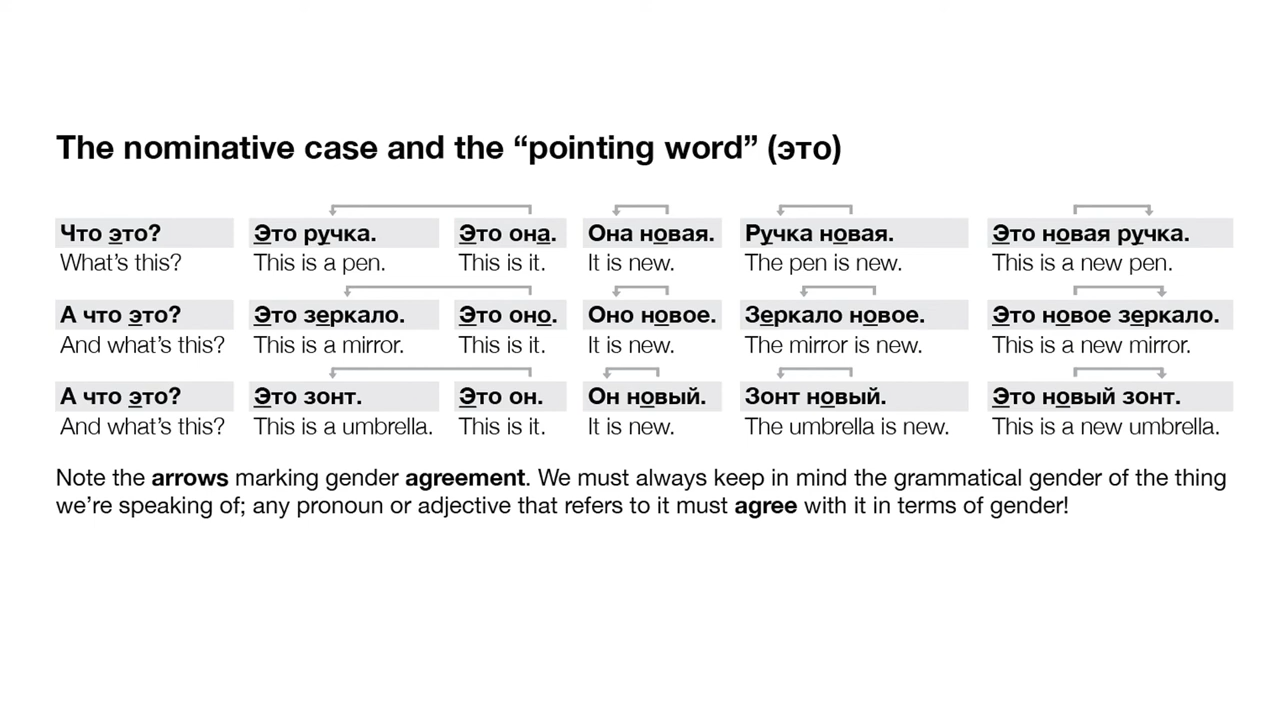 The nominative case and the “pointing word” (это)
Что это? Это ручка. Это она. Она новая. Ручка новая. Это новая ручка.
What’s this? This is a pen. This is it. It is new. The pen is new. This is a new pen.
А что это? Это зеркало. Это оно. Оно новое. Зеркало новое. Это новое зеркало.
And what’s this? This is a mirror. This is it. It is new. The mirror is new. This is a new mirror.
А что это? Это зонт. Это он. Он новый. Зонт новый. Это новый зонт.
And what’s this? This is a umbrella. This is it. It is new. The umbrella is new. This is a new umbrella.
Note the arrows marking gender agreement. We must always keep in mind the grammatical gender of the thing
we’re speaking of; any pronoun or adjective that refers to it must agree with it in terms of gender!